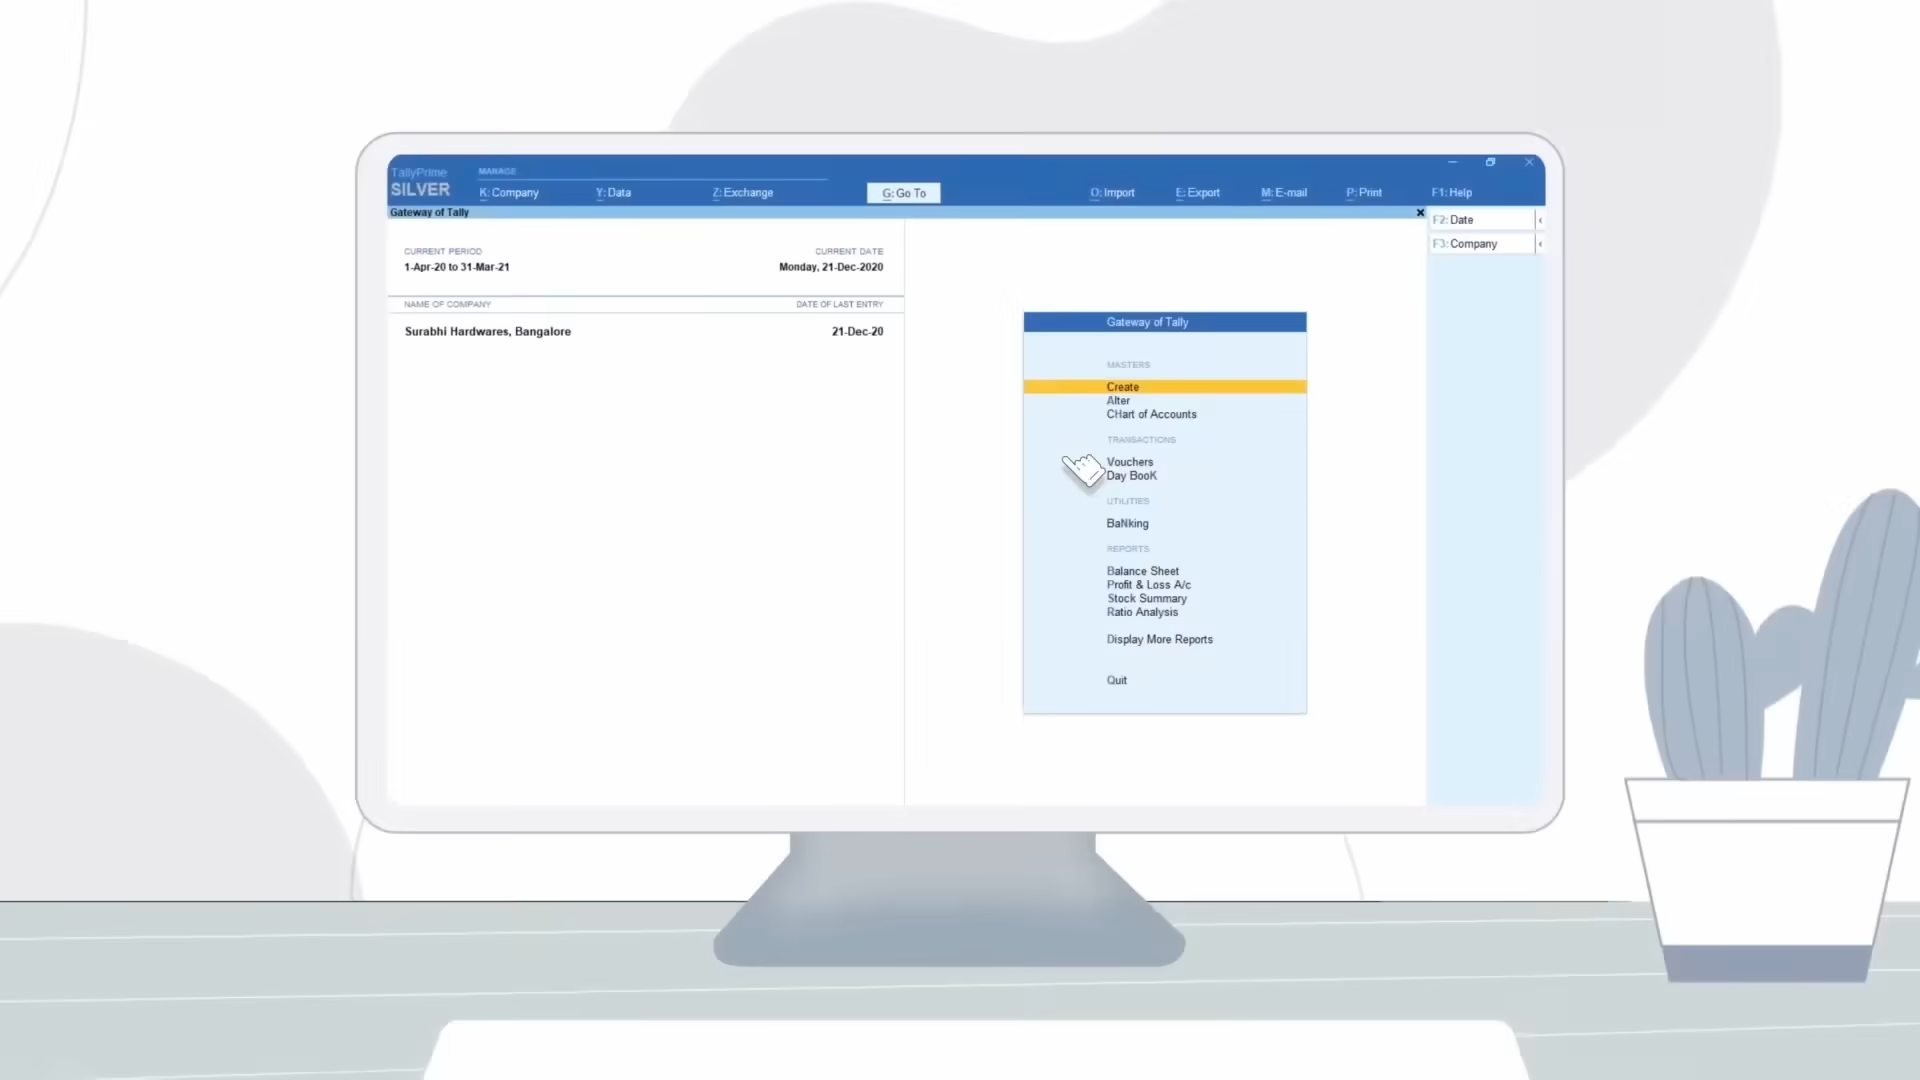 TallyPrime
SILVER
MANAGE
K: Company
Y: Data
Z: Exchange
G: Go To
O: Import
E: Export
M: E-mail
P: Print
F1: Help
Gateway of Tally
F2: Date
F3: Company
CURRENT PERIOD
CURRENT DATE
1-Apr-20 to 31-Mar-21
Monday, 21-Dec-2020
NAME OF COMPANY
DATE OF LAST ENTRY
Surabhi Hardwares, Bangalore
21-Dec-20
Gateway of Tally
MASTERS
Create
Alter
CHart of Accounts
TRANSACTIONS
Vouchers
Day BooK
UTILITIES
BaNking
REPORTS
Balance Sheet
Profit & Loss A/c
Stock Summary
Ratio Analysis
Display More Reports
Quit